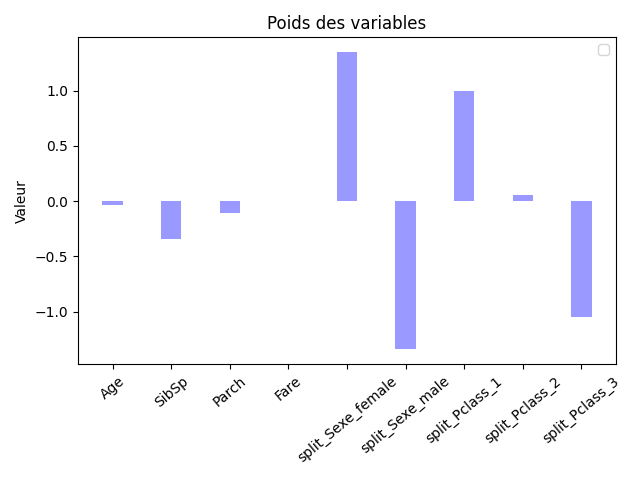 Poids des variables
Valeur
1.0
0.5
0.0
−0.5
−1.0
Age
SibSp
Parch
Fare
split_Sexe_female
split_Sexe_male
split_Pclass_1
split_Pclass_2
split_Pclass_3